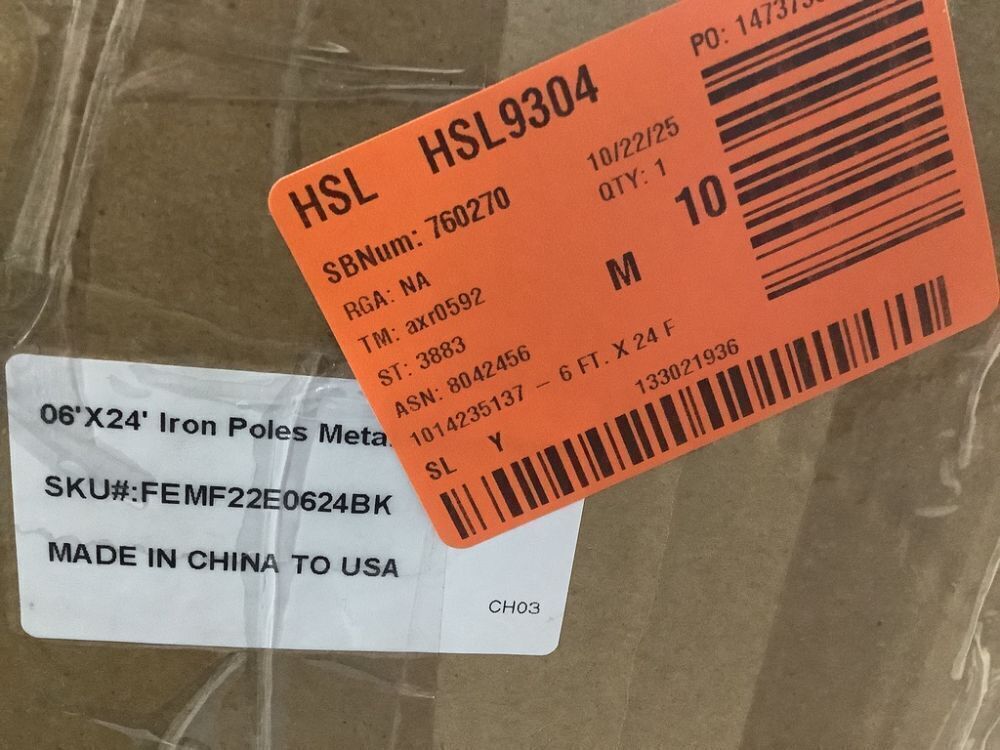 PO: 147373
HSL HSL9304
10/22/25
QTY: 1
SBNum: 760270
10
RGA: NA
M
TM: axr0592
ST: 3883
ASN: 8042456
1014235137 – 6 FT. X 24 F
133021936
SL Y
06'X24' Iron Poles Meta
SKU#:FEMF22E0624BK
MADE IN CHINA TO USA
CH03